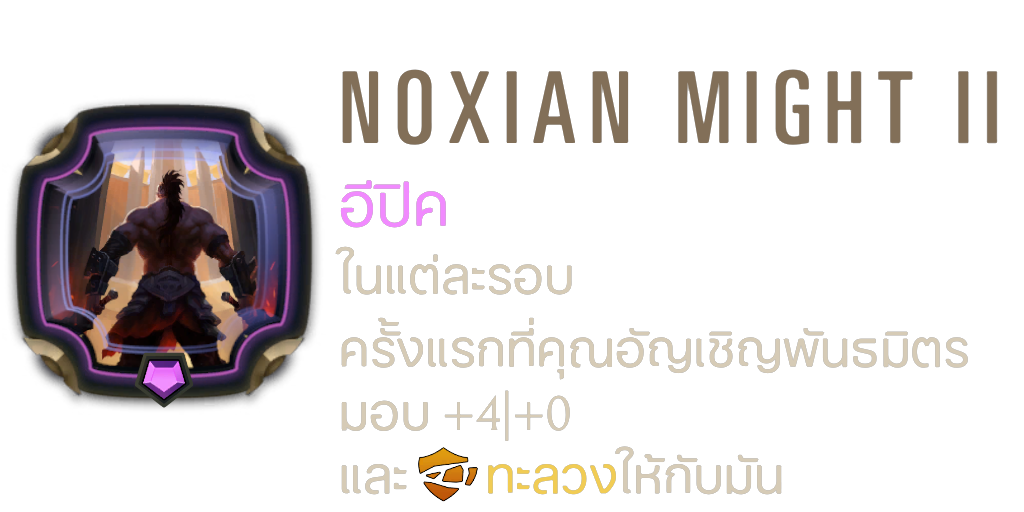 NOXIAN MIGHT II
อีปิค
ในแต่ละรอบ
ครั้งแรกที่คุณอัญเชิญพันธมิตร
มอบ +4|+0
และ ทะลวงให้กับมัน